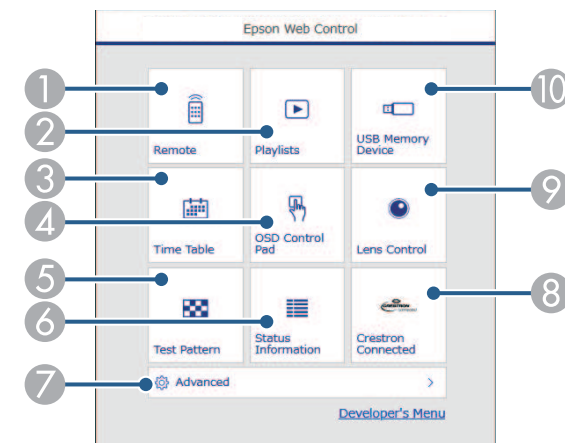 Epson Web Control
1
2
10
Remote
Playlists
USB Memory
Device
3
4
9
Time Table
OSD Control
Pad
Lens Control
5
6
8
CRESTRON
Test Pattern
Status
Information
Crestron
Connected
7
Advanced
Developer's Menu